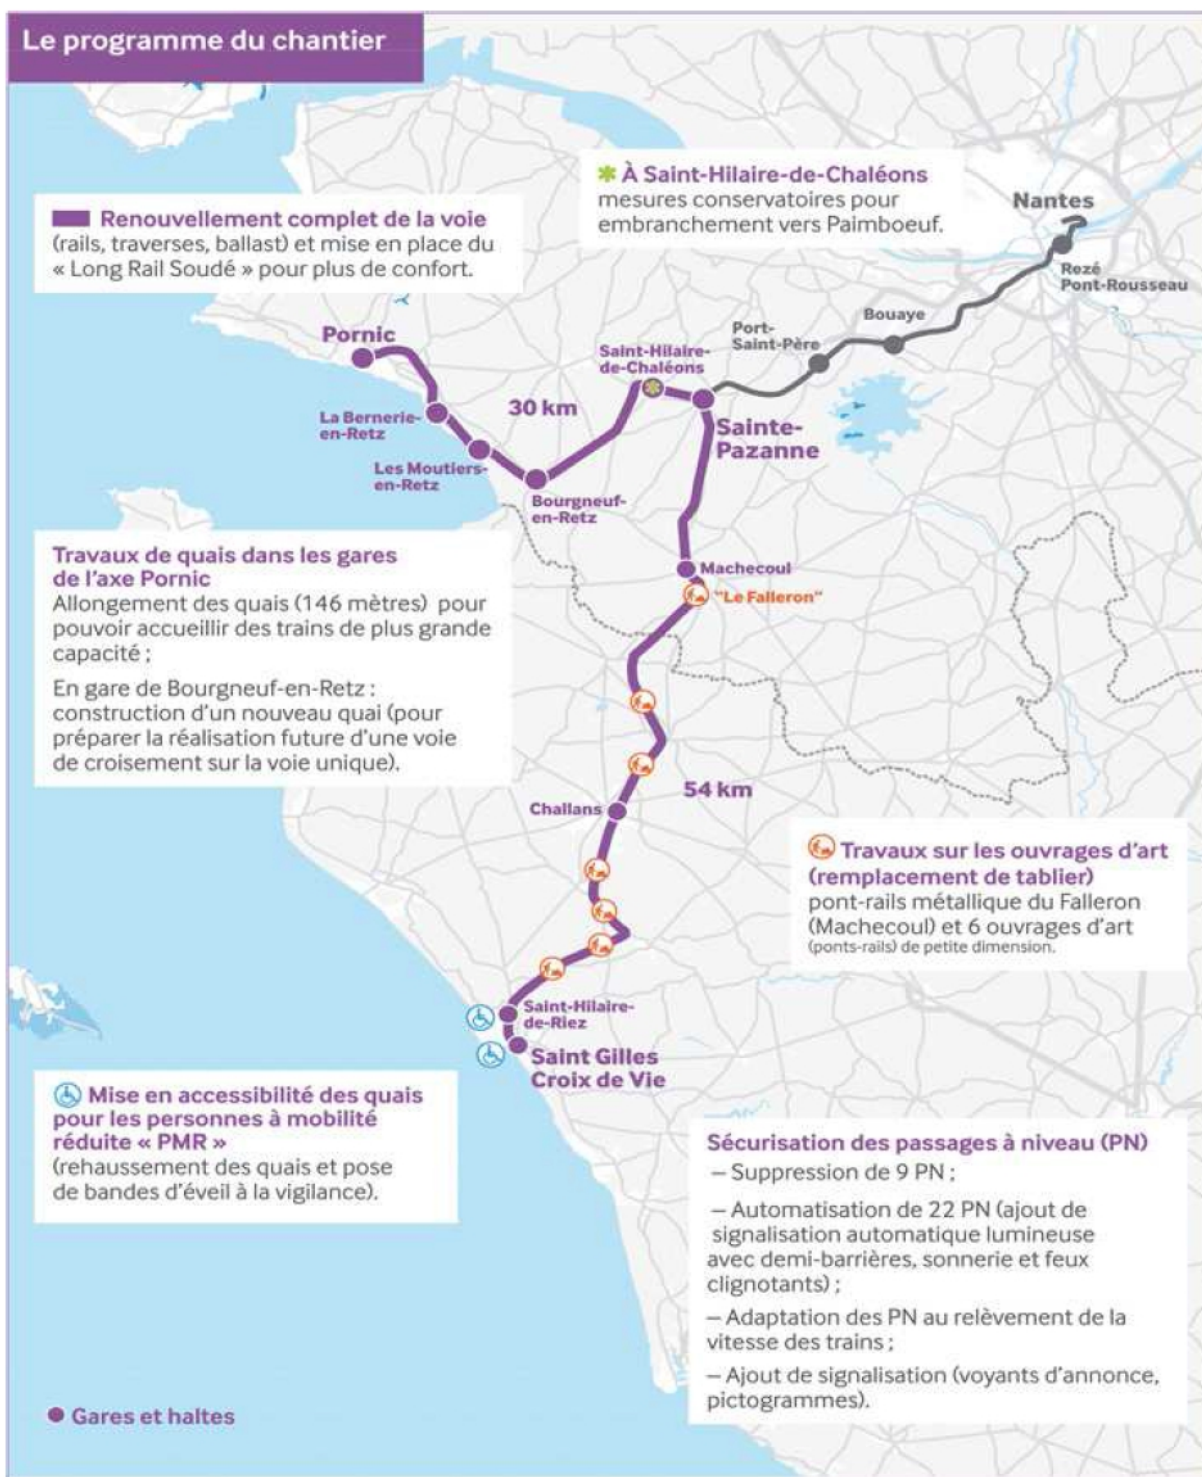 Le programme du chantier
✱ À Saint-Hilaire-de-Chaléons
mesures conservatoires pour
embranchement vers Paimboeuf.
Nantes
Renouvellement complet de la voie
(rails, traverses, ballast) et mise en place du
« Long Rail Soudé » pour plus de confort.
Rezé
Pont-Rousseau
Bouaye
Port-
Saint-Père
Pornic
Saint-Hilaire-
de-Chaléons
30 km
La Bernerie-
en-Retz
Sainte-
Pazanne
Les Moutiers-
en-Retz
Bourgneuf-
en-Retz
Travaux de quais dans les gares
de l'axe Pornic
Allongement des quais (146 mètres) pour
pouvoir accueillir des trains de plus grande
capacité ;
En gare de Bourgneuf-en-Retz :
construction d'un nouveau quai (pour
préparer la réalisation future d'une voie
de croisement sur la voie unique).
Machecoul
"Le Falleron"
54 km
Challans
Travaux sur les ouvrages d'art
(remplacement de tablier)
pont-rails métallique du Falleron
(Machecoul) et 6 ouvrages d'art
(ponts-rails) de petite dimension.
Saint-Hilaire-
de-Riez
Saint Gilles
Croix de Vie
Mise en accessibilité des quais
pour les personnes à mobilité
réduite « PMR »
(rehaussement des quais et pose
de bandes d'éveil à la vigilance).
Sécurisation des passages à niveau (PN)
– Suppression de 9 PN ;
– Automatisation de 22 PN (ajout de
signalisation automatique lumineuse
avec demi-barrières, sonnerie et feux
clignotants) ;
– Adaptation des PN au relèvement de la
vitesse des trains ;
– Ajout de signalisation (voyants d'annonce,
pictogrammes).
Gares et haltes